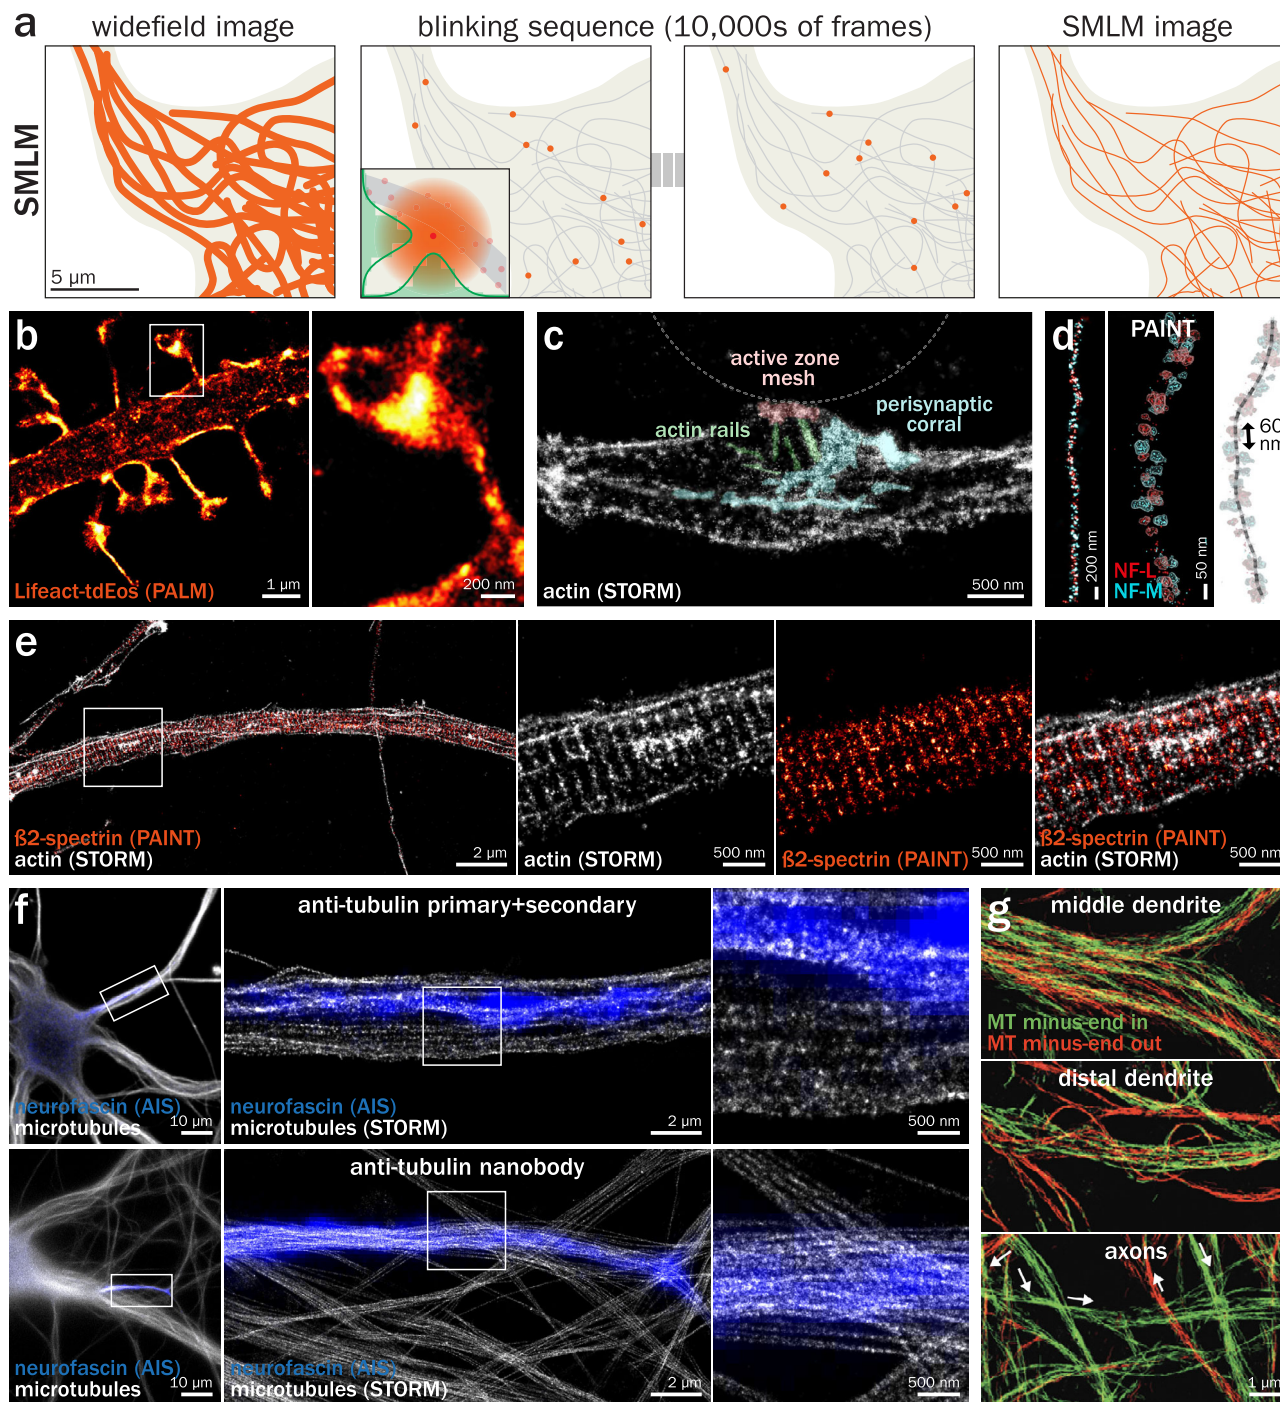 a
widefield image
blinking sequence (10,000s of frames)
SMLM image
SMLM
5 µm
b
Lifeact-tdEos (PALM)
1 µm
200 nm
c
active zone
mesh
perisynaptic
corral
actin rails
actin (STORM)
500 nm
d
PAINT
200 nm
NF-L
NF-M
50 nm
60
nm
e
ß2-spectrin (PAINT)
actin (STORM)
2 µm
actin (STORM)
500 nm
ß2-spectrin (PAINT)
500 nm
ß2-spectrin (PAINT)
actin (STORM)
500 nm
f
neurofascin (AIS)
microtubules
10 µm
anti-tubulin primary+secondary
neurofascin (AIS)
microtubules (STORM)
2 µm
500 nm
neurofascin (AIS)
microtubules
10 µm
anti-tubulin nanobody
neurofascin (AIS)
microtubules (STORM)
2 µm
500 nm
g
middle dendrite
MT minus-end in
MT minus-end out
distal dendrite
axons
1 µm